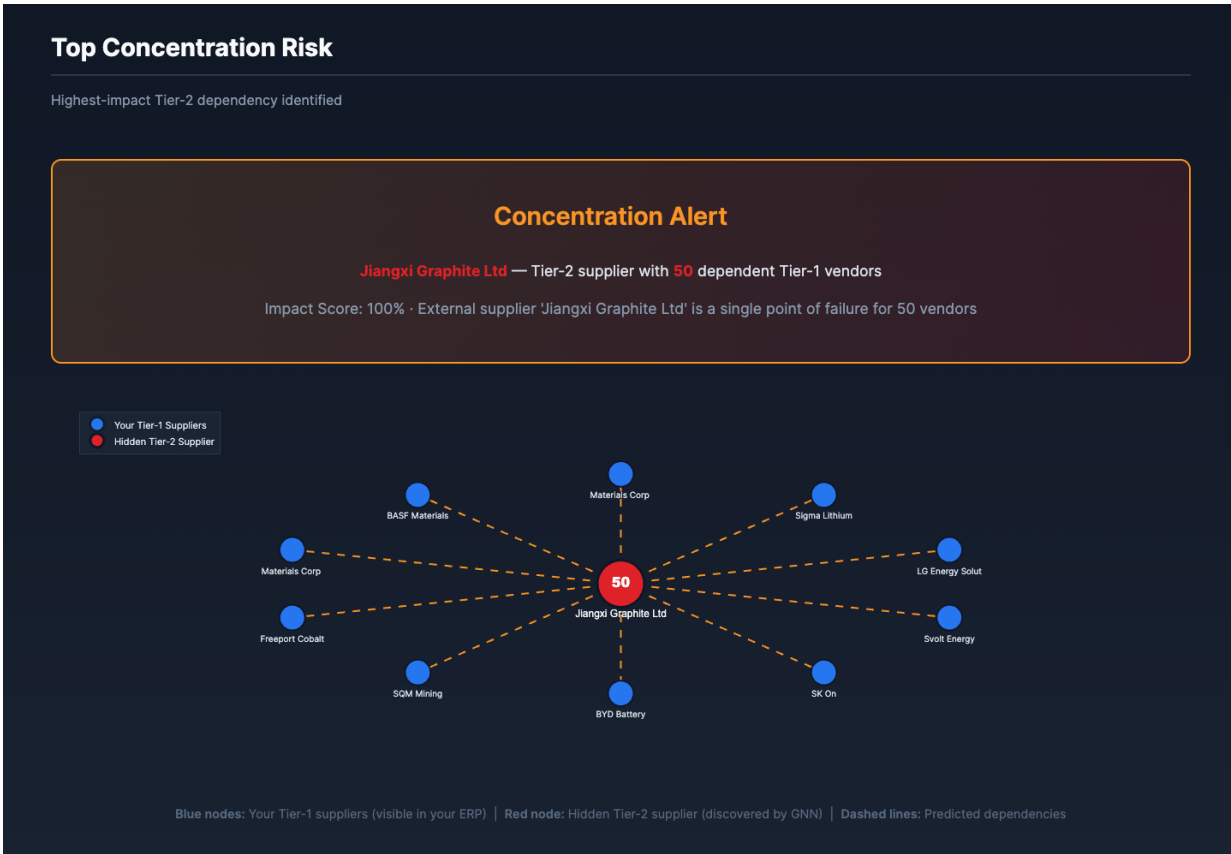 Top Concentration Risk
Highest-impact Tier-2 dependency identified
Concentration Alert
Jiangxi Graphite Ltd — Tier-2 supplier with 50 dependent Tier-1 vendors
Impact Score: 100% · External supplier 'Jiangxi Graphite Ltd' is a single point of failure for 50 vendors
Your Tier-1 Suppliers
Hidden Tier-2 Supplier
Materials Corp
BASF Materials
Sigma Lithium
Materials Corp
LG Energy Solut
50
Jiangxi Graphite Ltd
Freeport Cobalt
Svolt Energy
SQM Mining
SK On
BYD Battery
Blue nodes: Your Tier-1 suppliers (visible in your ERP) | Red node: Hidden Tier-2 supplier (discovered by GNN) | Dashed lines: Predicted dependencies